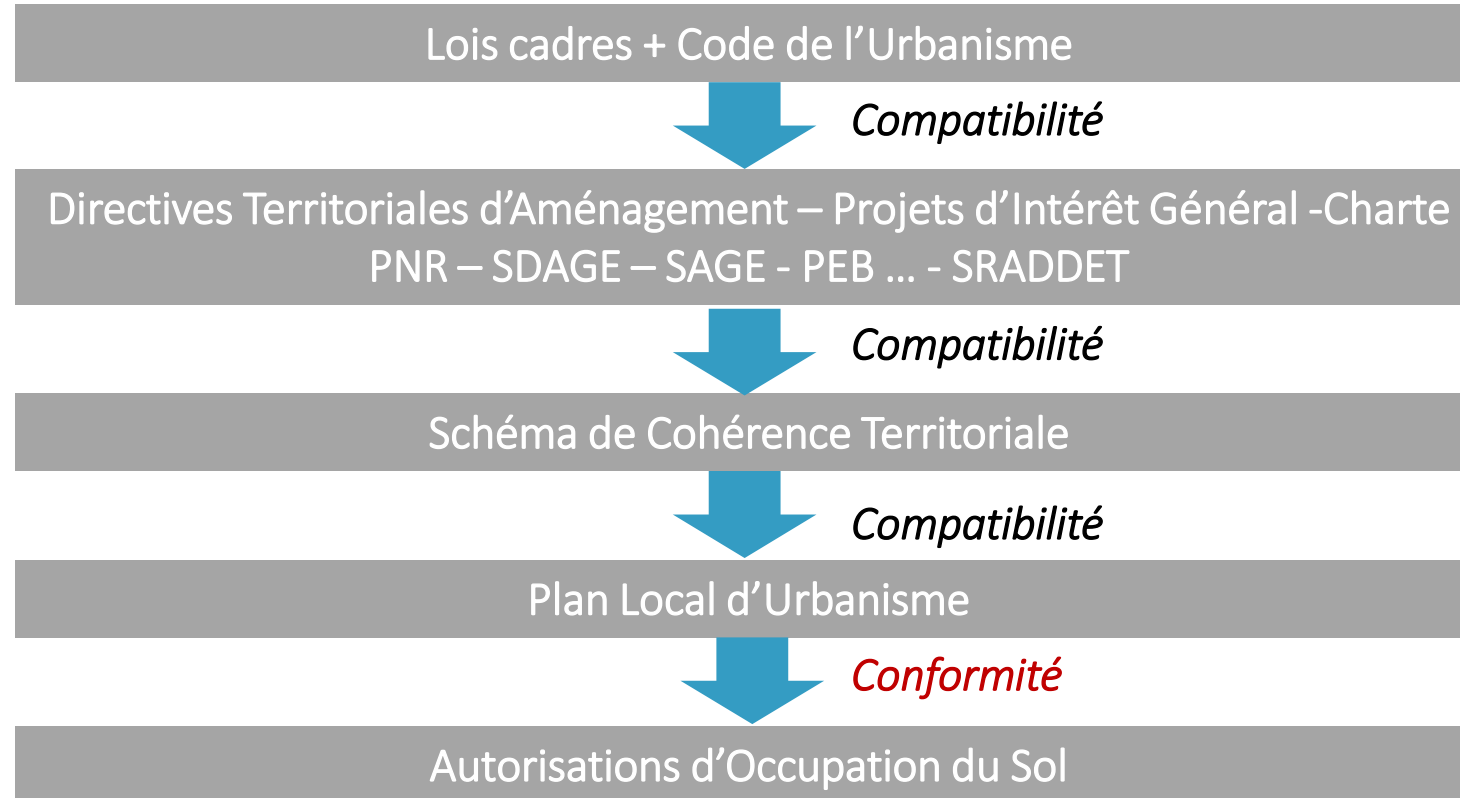 Lois cadres + Code de l’Urbanisme
Compatibilité
Directives Territoriales d’Aménagement – Projets d’Intérêt Général -Charte
PNR – SDAGE – SAGE - PEB ... - SRADDET
Compatibilité
Schéma de Cohérence Territoriale
Compatibilité
Plan Local d’Urbanisme
Conformité
Autorisations d’Occupation du Sol